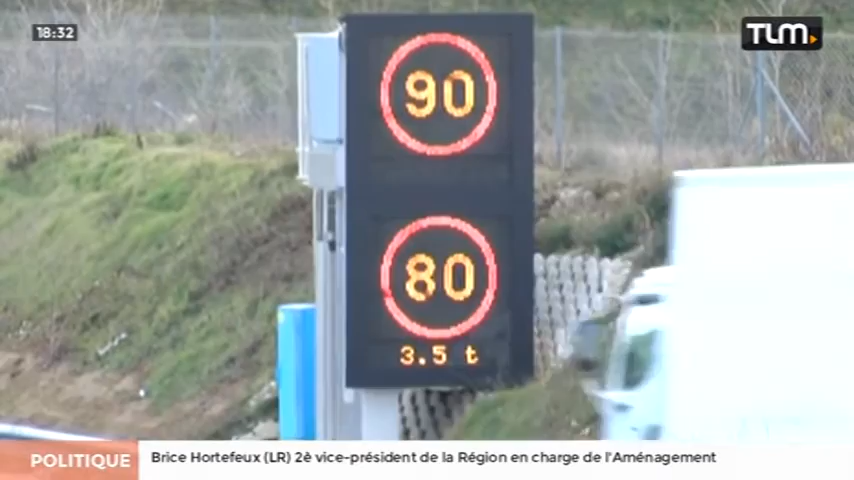 18:32
TLM
90
80
3.5 t
POLITIQUE
Brice Hortefeux (LR) 2è vice-président de la Région en charge de l'Aménagement